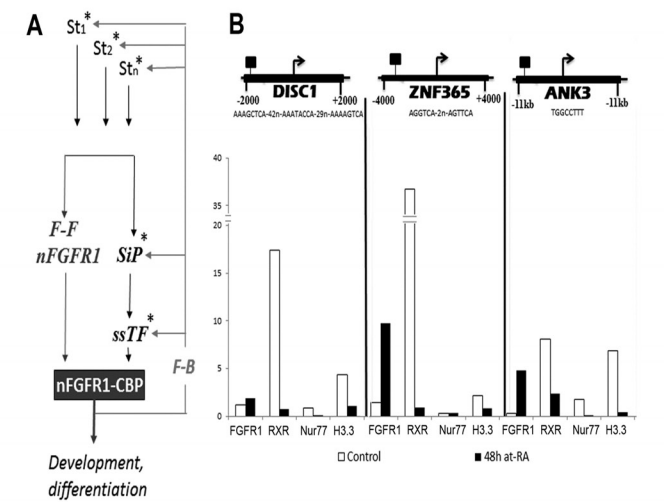 A
St1*
St2*
Stn*
F-F
nFGFR1
SiP*
ssTF*
F-B
nFGFR1-CBP
Development,
differentiation
B
DISC1
-2000
+2000
AAAGCTCA-42n-AAATACCA-29n-AAAAGTCA
ZNF365
-4000
+4000
AGGTCA-2n-AGTTCA
ANK3
-11kb
-11kb
TGGCCTTT
40
35
20
15
10
5
0
FGFR1 RXR Nur77 H3.3 FGFR1 RXR Nur77 H3.3 FGFR1 RXR Nur77 H3.3
Control 48h at-RA